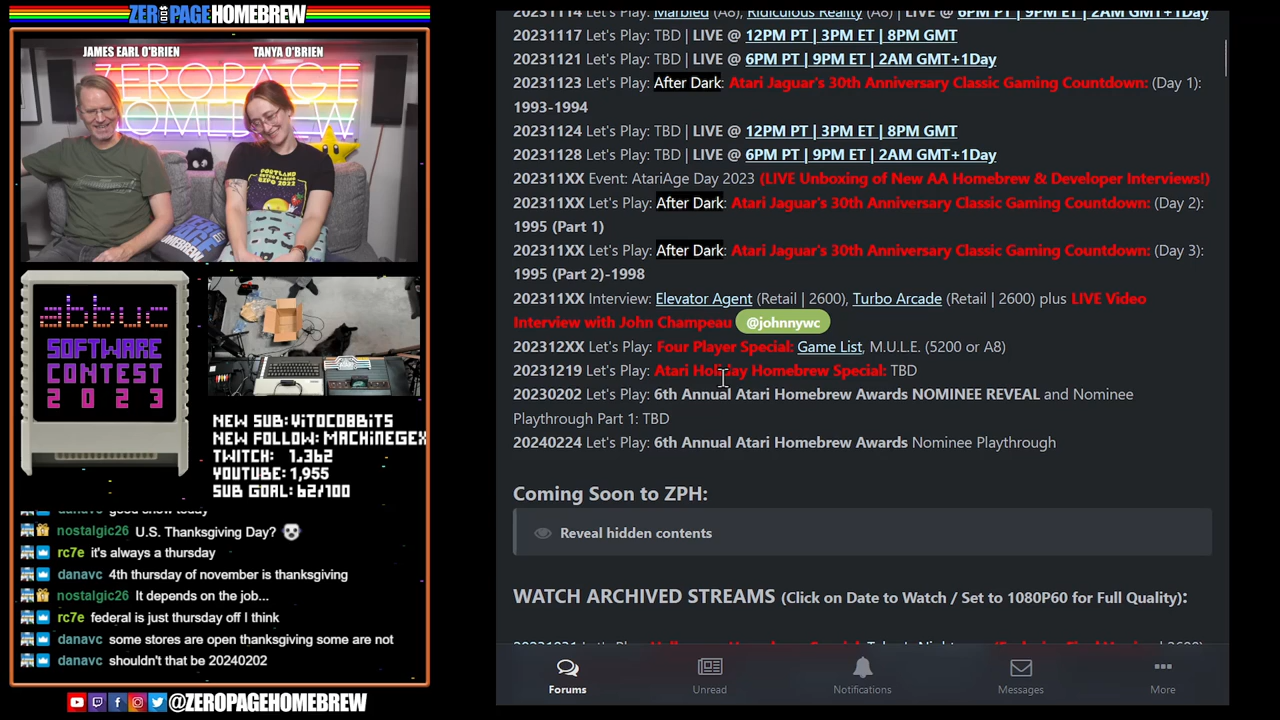 ZEROPAGEHOMEBREW
JAMES EARL O'BRIEN
TANYA O'BRIEN
ZEROPAGE
HOMEBREW
PORTLAND
EXPO 2022
HOMEBREW
abbuc
SOFTWARE
CONTEST
2023
NEW SUB: VITOCOBBITS
NEW FOLLOW: MACHINEGEX
TWITCH: 1,362
YOUTUBE: 1,955
SUB GOAL: 62/100
danavc good show today
nostalgic26 U.S. Thanksgiving Day?
rc7e it's always a thursday
danavc 4th thursday of november is thanksgiving
nostalgic26 It depends on the job...
rc7e federal is just thursday off I think
danavc some stores are open thanksgiving some are not
danavc shouldn't that be 20240202
@ZEROPAGEHOMEBREW
20231114 Let's Play: Marbled (A8), Ridiculous Reality (A8) | LIVE @ 6PM PT | 9PM ET | 2AM GMT+1Day
20231117 Let's Play: TBD | LIVE @ 12PM PT | 3PM ET | 8PM GMT
20231121 Let's Play: TBD | LIVE @ 6PM PT | 9PM ET | 2AM GMT+1Day
20231123 Let's Play: After Dark: Atari Jaguar's 30th Anniversary Classic Gaming Countdown: (Day 1):
1993-1994
20231124 Let's Play: TBD | LIVE @ 12PM PT | 3PM ET | 8PM GMT
20231128 Let's Play: TBD | LIVE @ 6PM PT | 9PM ET | 2AM GMT+1Day
202311XX Event: AtariAge Day 2023 (LIVE Unboxing of New AA Homebrew & Developer Interviews!)
202311XX Let's Play: After Dark: Atari Jaguar's 30th Anniversary Classic Gaming Countdown: (Day 2):
1995 (Part 1)
202311XX Let's Play: After Dark: Atari Jaguar's 30th Anniversary Classic Gaming Countdown: (Day 3):
1995 (Part 2)-1998
202311XX Interview: Elevator Agent (Retail | 2600), Turbo Arcade (Retail | 2600) plus LIVE Video
Interview with John Champeau @johnnywc
202312XX Let's Play: Four Player Special: Game List, M.U.L.E. (5200 or A8)
20231219 Let's Play: Atari Holiday Homebrew Special: TBD
20230202 Let's Play: 6th Annual Atari Homebrew Awards NOMINEE REVEAL and Nominee
Playthrough Part 1: TBD
20240224 Let's Play: 6th Annual Atari Homebrew Awards Nominee Playthrough
Coming Soon to ZPH:
Reveal hidden contents
WATCH ARCHIVED STREAMS (Click on Date to Watch / Set to 1080P60 for Full Quality):
20231031 Let's Play:
Forums
Unread
Notifications
Messages
More